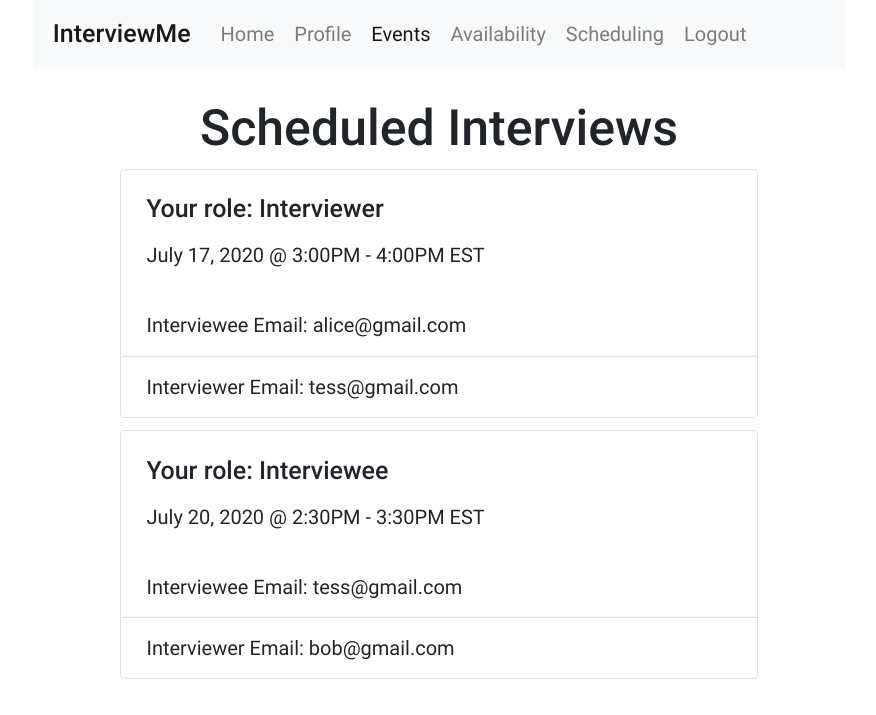 InterviewMe Home Profile Events Availability Scheduling Logout
Scheduled Interviews
Your role: Interviewer
July 17, 2020 @ 3:00PM - 4:00PM EST
Interviewee Email: alice@gmail.com
Interviewer Email: tess@gmail.com
Your role: Interviewee
July 20, 2020 @ 2:30PM - 3:30PM EST
Interviewee Email: tess@gmail.com
Interviewer Email: bob@gmail.com